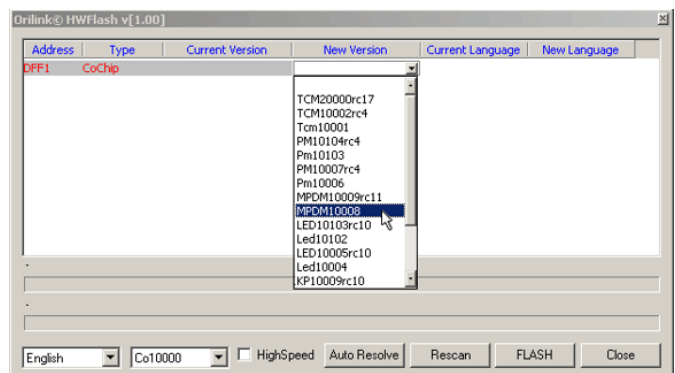 Orilink© HWFlash v[1.00]
Address Type Current Version New Version Current Language New Language
DFF1 CoChip
TCM20000rc17
TCM10002rc4
Tcm10001
PM10104rc4
Pm10103
PM10007rc4
Pm10006
MPDM10009rc11
MPDM10008
LED10103rc10
Led10102
LED10005rc10
Led10004
KP10009rc10
-
-
English Co10000 HighSpeed Auto Resolve Rescan FLASH Close